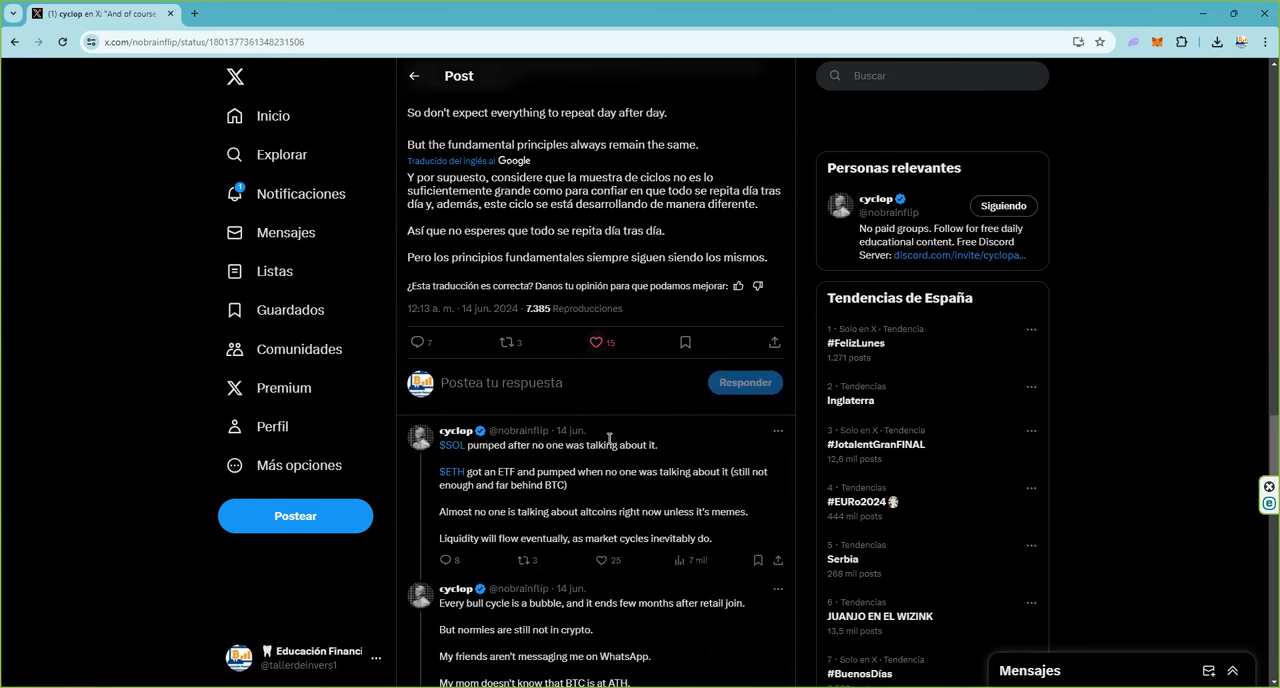 (1) cyclop en X: "And of course
x.com/nobrainflip/status/1801377361348231506
Inicio
Explorar
1
Notificaciones
Mensajes
Listas
Guardados
Comunidades
Premium
Perfil
Más opciones
Postear
Educación Financi
@tallerdeinvers1
Post
So don't expect everything to repeat day after day.
But the fundamental principles always remain the same.
Traducido del inglés al Google
Y por supuesto, considere que la muestra de ciclos no es lo
suficientemente grande como para confiar en que todo se repita día tras
día y, además, este ciclo se está desarrollando de manera diferente.
Así que no esperes que todo se repita día tras día.
Pero los principios fundamentales siempre siguen siendo los mismos.
¿Esta traducción es correcta? Danos tu opinión para que podamos mejorar:
12:13 a. m. · 14 jun. 2024 · 7.385 Reproducciones
7 3 15
Postea tu respuesta
Responder
cyclop @nobrainflip · 14 jun.
$SOL pumped after no one was talking about it.
$ETH got an ETF and pumped when no one was talking about it (still not
enough and far behind BTC)
Almost no one is talking about altcoins right now unless it's memes.
Liquidity will flow eventually, as market cycles inevitably do.
8 3 25 7 mil
cyclop @nobrainflip · 14 jun.
Every bull cycle is a bubble, and it ends few months after retail join.
But normies are still not in crypto.
My friends aren't messaging me on WhatsApp.
My mom doesn't know that BTC is at ATH.
Buscar
Personas relevantes
cyclop
@nobrainflip
Siguiendo
No paid groups. Follow for free daily
educational content. Free Discord
Server: discord.com/invite/cyclopa...
Tendencias de España
1 · Solo en X · Tendencia
#FelizLunes
1.271 posts
2 · Tendencias
Inglaterra
3 · Solo en X · Tendencia
#JotalentGranFINAL
12,6 mil posts
4 · Tendencias
#EURo2024
444 mil posts
5 · Tendencias
Serbia
268 mil posts
6 · Tendencias
JUANJO EN EL WIZINK
13,5 mil posts
7 · Solo en X · Tendencia
#BuenosDías
Mensajes